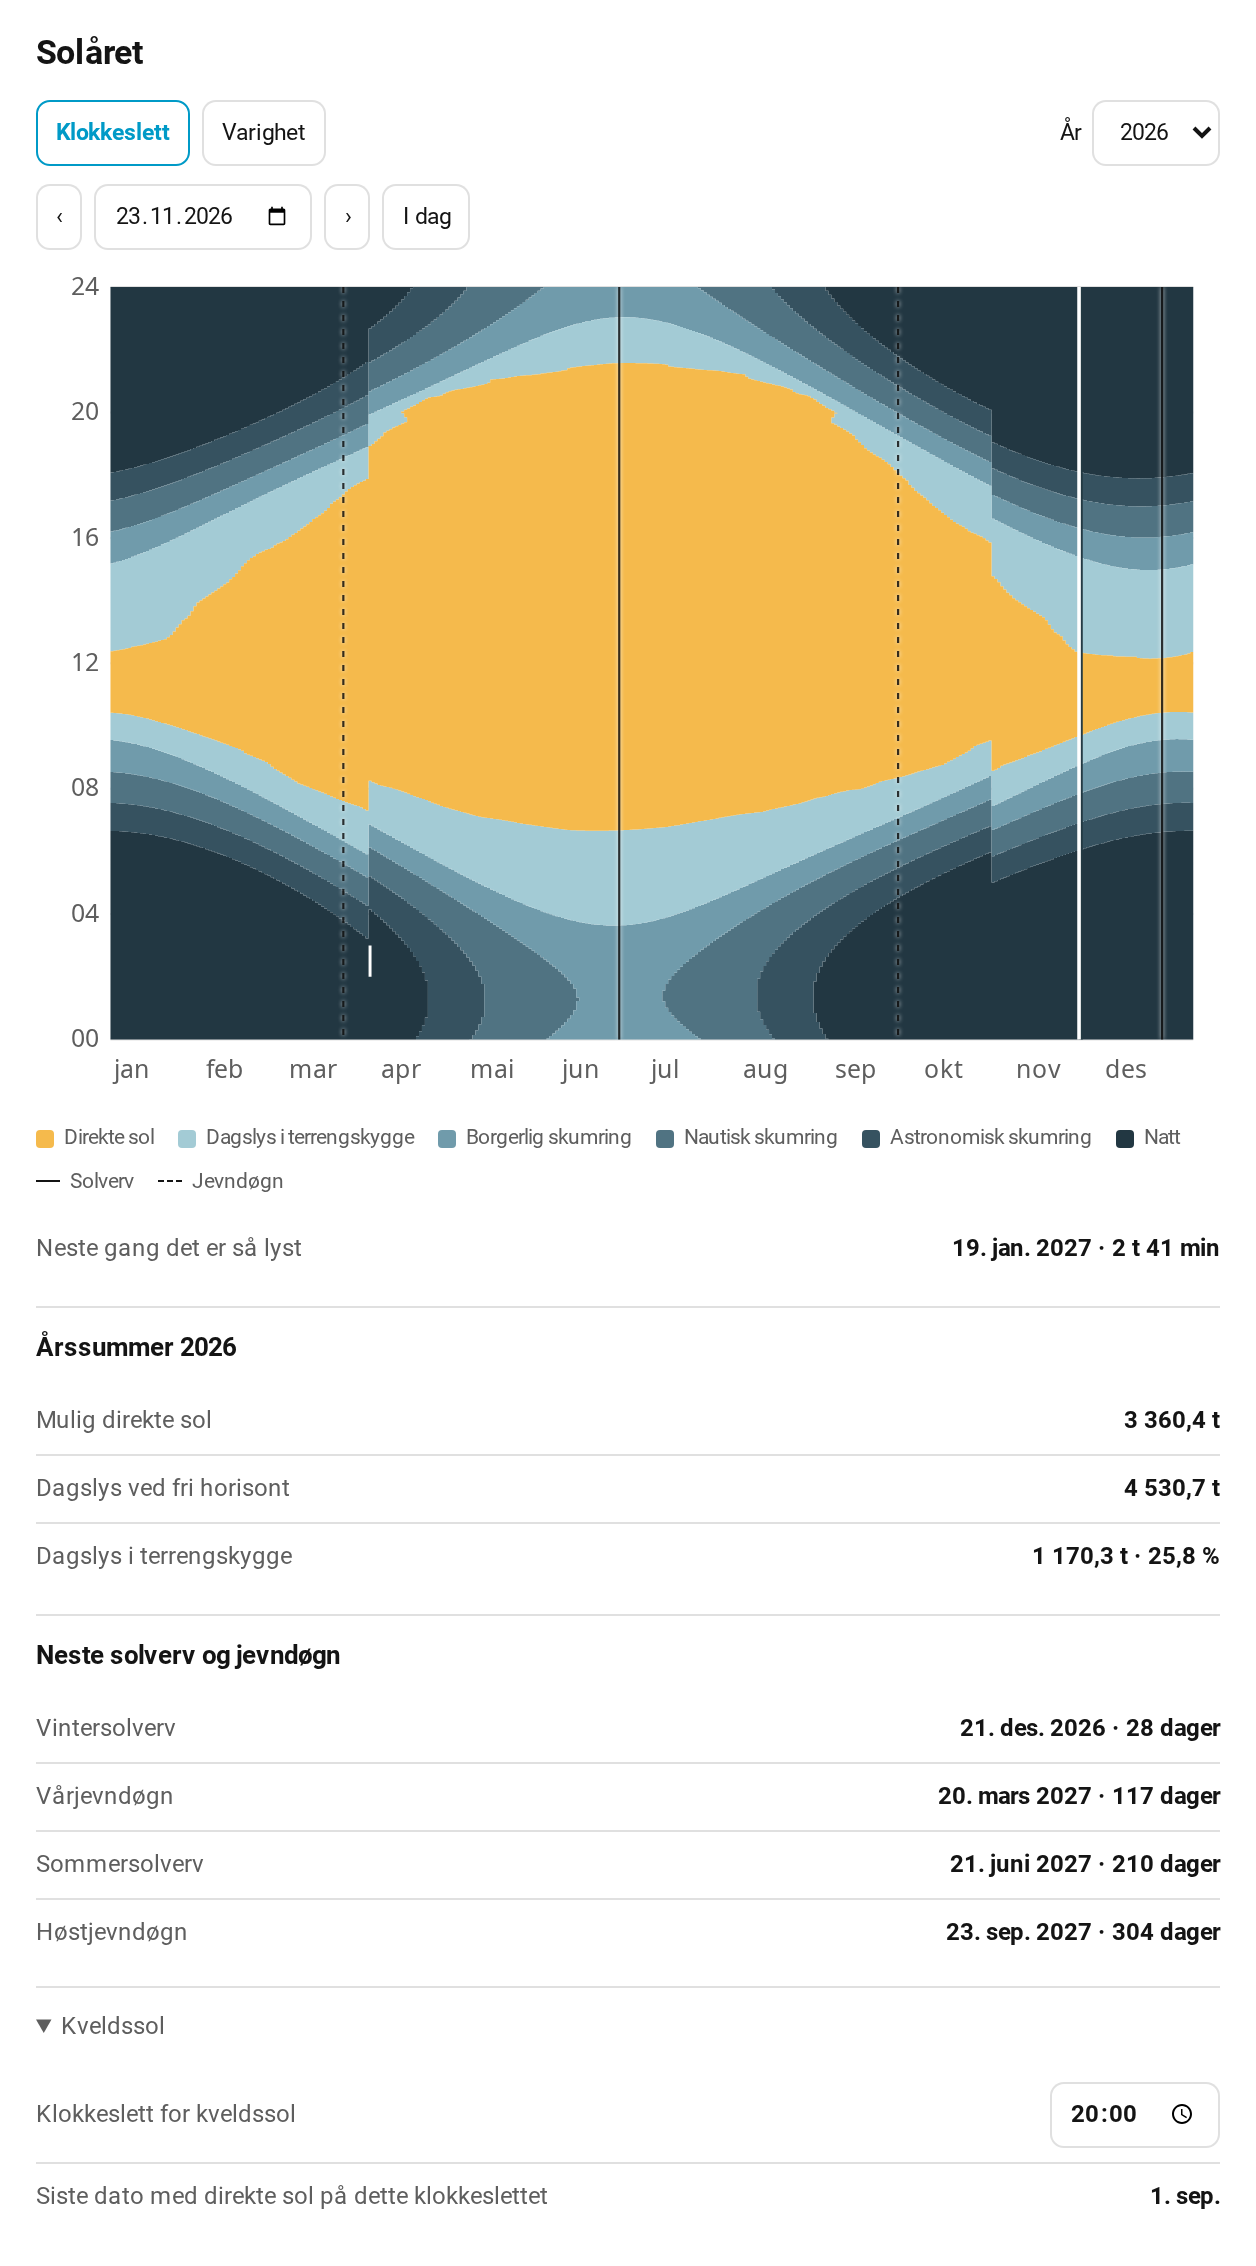 Solåret
Klokkeslett Varighet År 2026
‹ 23.11.2026 › I dag
24
20
16
12
08
04
00
jan feb mar apr mai jun jul aug sep okt nov des
Direkte sol Dagslys i terrengskygge Borgerlig skumring Nautisk skumring Astronomisk skumring Natt
Solverv Jevndøgn
Neste gang det er så lyst 19. jan. 2027 · 2 t 41 min
Årssummer 2026
Mulig direkte sol 3 360,4 t
Dagslys ved fri horisont 4 530,7 t
Dagslys i terrengskygge 1 170,3 t · 25,8 %
Neste solverv og jevndøgn
Vintersolverv 21. des. 2026 · 28 dager
Vårjevndøgn 20. mars 2027 · 117 dager
Sommersolverv 21. juni 2027 · 210 dager
Høstjevndøgn 23. sep. 2027 · 304 dager
▼ Kveldssol
Klokkeslett for kveldssol 20:00
Siste dato med direkte sol på dette klokkeslettet 1. sep.